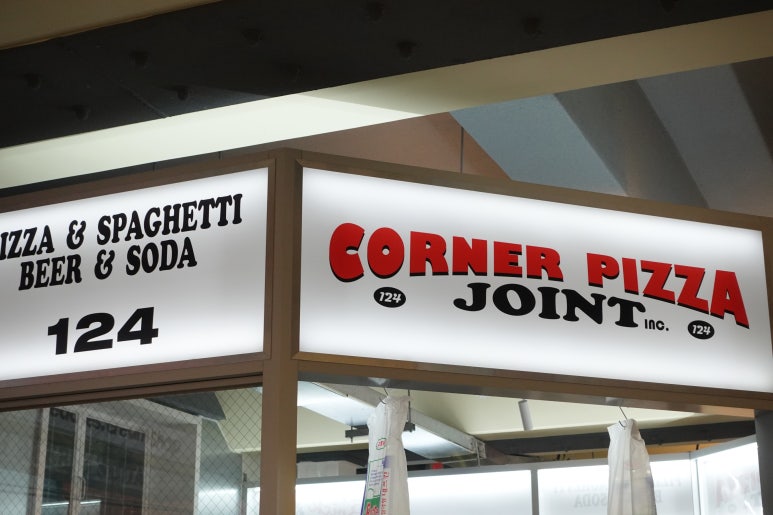 IZZA & SPAGHETTI
BEER & SODA
124
CORNER PIZZA
124 JOINT INC. 124